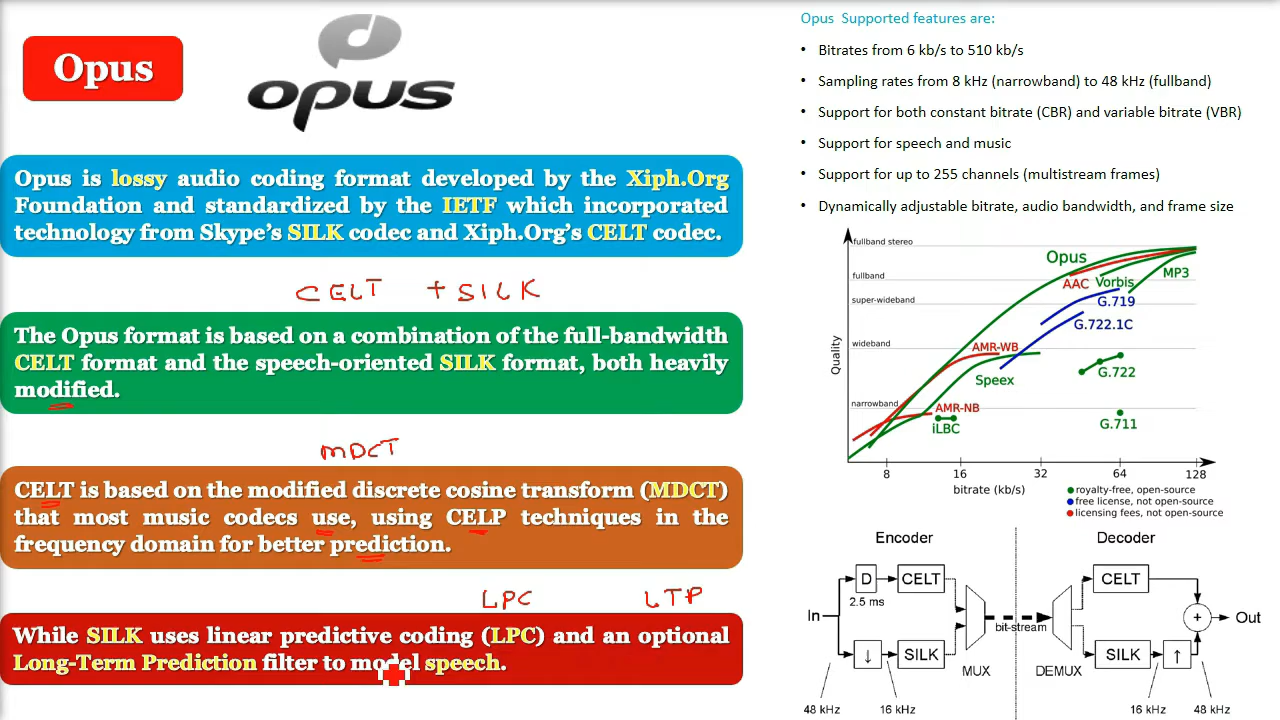 Opus
opus
Opus is lossy audio coding format developed by the Xiph.Org
Foundation and standardized by the IETF which incorporated
technology from Skype's SILK codec and Xiph.Org's CELT codec.
CELT + SILK
The Opus format is based on a combination of the full-bandwidth
CELT format and the speech-oriented SILK format, both heavily
modified.
MDCT
CELT is based on the modified discrete cosine transform (MDCT)
that most music codecs use, using CELP techniques in the
frequency domain for better prediction.
LPC LTP
While SILK uses linear predictive coding (LPC) and an optional
Long-Term Prediction filter to model speech.
Opus Supported features are:
• Bitrates from 6 kb/s to 510 kb/s
• Sampling rates from 8 kHz (narrowband) to 48 kHz (fullband)
• Support for both constant bitrate (CBR) and variable bitrate (VBR)
• Support for speech and music
• Support for up to 255 channels (multistream frames)
• Dynamically adjustable bitrate, audio bandwidth, and frame size
fullband stereo
Opus
fullband
AAC Vorbis MP3
super-wideband
G.719
G.722.1C
wideband
AMR-WB
Quality
Speex
G.722
narrowband
AMR-NB
iLBC
G.711
8 16 32 64 128
bitrate (kb/s)
royalty-free, open-source
free license, not open-source
licensing fees, not open-source
Encoder Decoder
D CELT CELT
2.5 ms
In bit-stream + Out
↓ SILK SILK ↑
MUX DEMUX
48 kHz 16 kHz 16 kHz 48 kHz